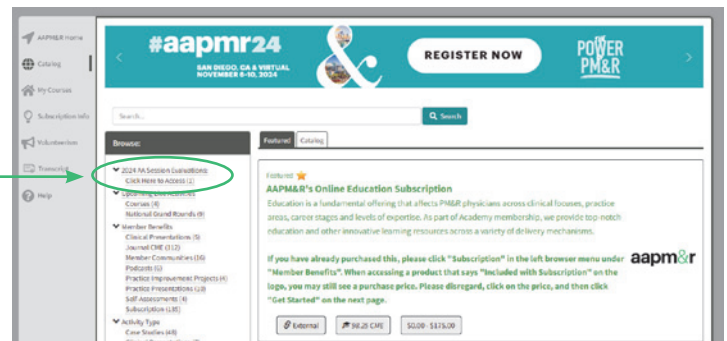 #aapmr24
SAN DIEGO, CA & VIRTUAL
NOVEMBER 6-10, 2024
&
REGISTER NOW
POWER
PM&R
AAPM&R Home
Catalog
My Courses
Subscription Info
Volunteerism
Transcript
Help
Search...
Search
Browse:
2024 AA Session Evaluations:
Click Here to Access (1)
Upcoming Live Activities
Courses (4)
National Grand Rounds (9)
Member Benefits
Clinical Presentations (5)
Journal CME (112)
Member Communities (16)
Podcasts (6)
Practice Improvement Projects (4)
Practice Presentations (10)
Self Assessments (4)
Subscription (135)
Activity Type
Case Studies (48)
Featured
Catalog
Featured
AAPM&R's Online Education Subscription
Education is a fundamental offering that affects PM&R physicians across clinical focuses, practice
areas, career stages and levels of expertise. As part of Academy membership, we provide top-notch
education and other innovative learning resources across a variety of delivery mechanisms.
If you have already purchased this, please click "Subscription" in the left browser menu under
"Member Benefits". When accessing a product that says "Included with Subscription" on the
logo, you may still see a purchase price. Please disregard, click on the price, and then click
"Get Started" on the next page.
aapm&r
External
98.25 CME
$0.00 - $175.00